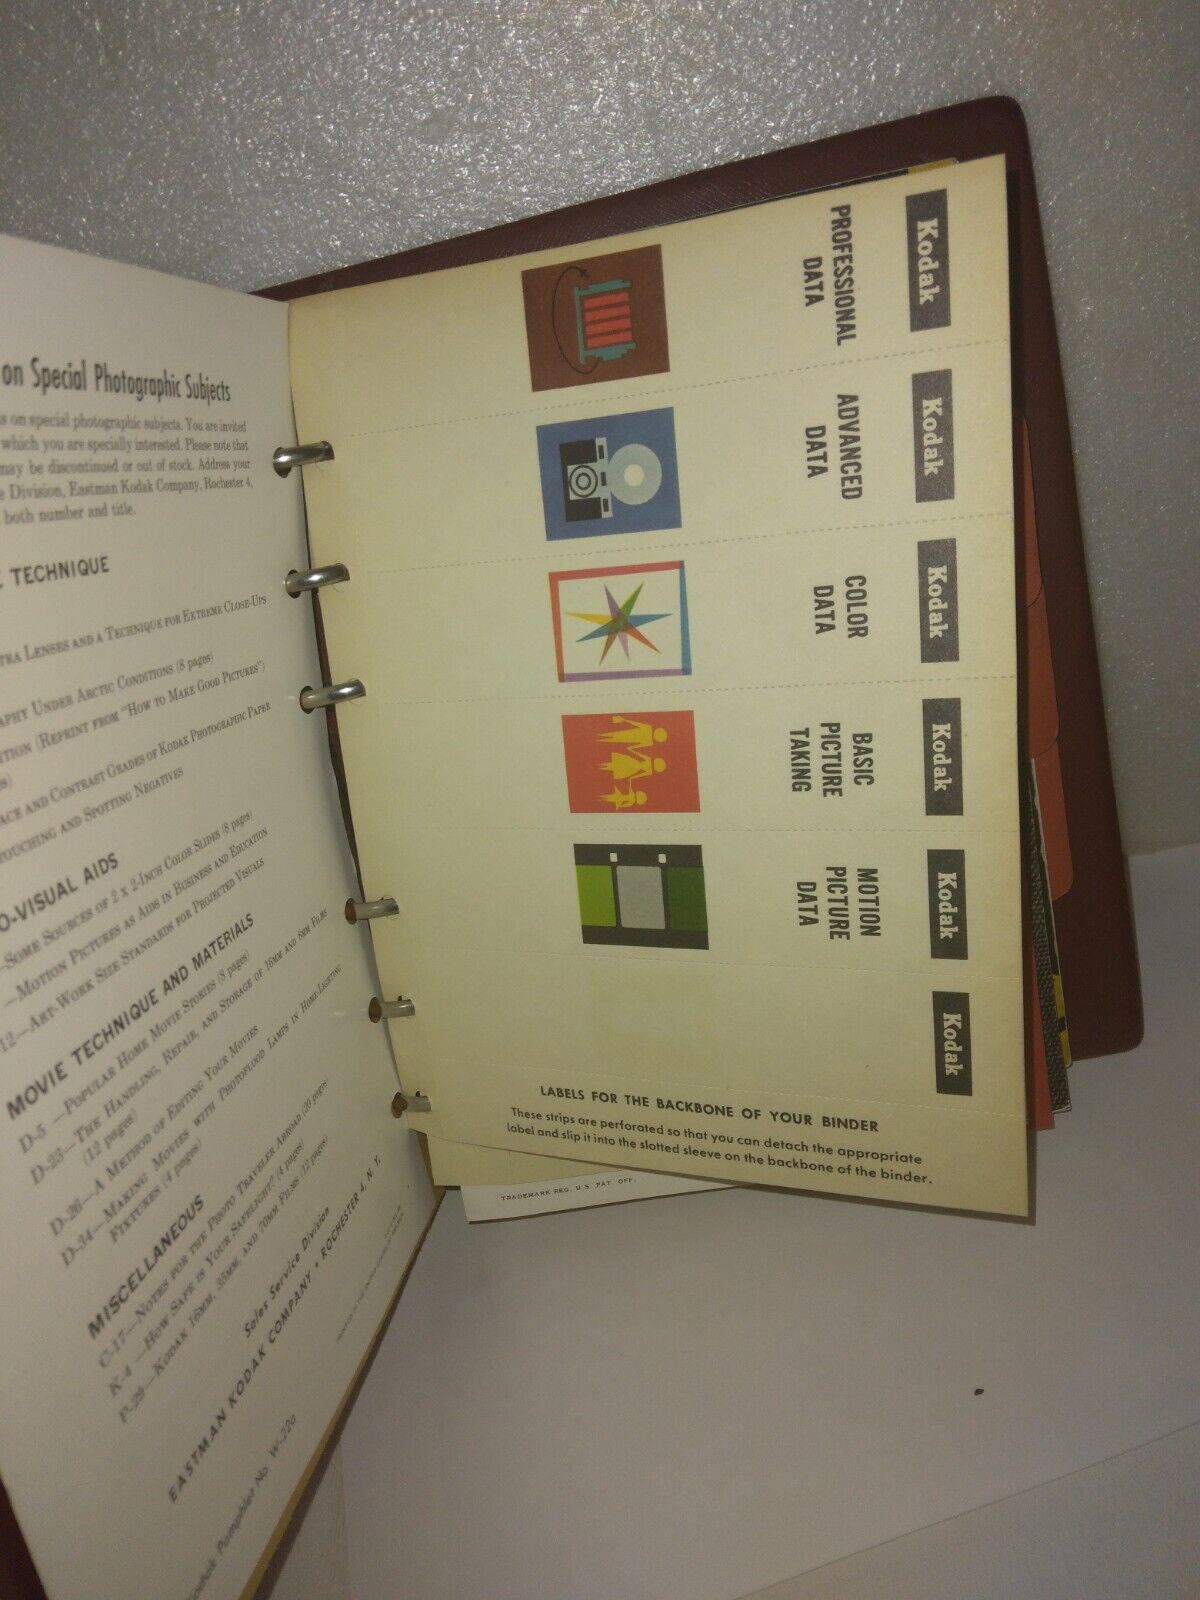 on Special Photographic Subjects
s on special photographic subjects. You are invited
which you are specially interested. Please note that
may be discontinued or out of stock. Address your
Division, Eastman Kodak Company, Rochester 4,
both number and title.
TECHNIQUE
LENSES AND A TECHNIQUE FOR EXTREME CLOSE-UPS
UNDER ARCTIC CONDITIONS (8 pages)
(REPRINT FROM "HOW TO MAKE GOOD PICTURES")
AND CONTRAST GRADES OF KODAK PHOTOGRAPHIC PAPER
AND SPOTTING NEGATIVES
O-VISUAL AIDS
—SOME SOURCES OF 2 X 2-INCH COLOR SLIDES (8 pages)
—MOTION PICTURES AS AIDS IN BUSINESS AND EDUCATION
12—ART-WORK SIZE STANDARDS FOR PROJECTED VISUALS
MOVIE TECHNIQUE AND MATERIALS
D-5 —POPULAR HOME MOVIE STORIES (8 pages)
D-23—THE HANDLING, REPAIR, AND STORAGE OF 16MM AND 8MM FILMS
(12 pages)
D-26—A METHOD OF EDITING YOUR MOVIES
D-34—MAKING MOVIES WITH PHOTOFLOOD LAMPS IN HOME-LIGHTING
FIXTURES (4 pages)
MISCELLANEOUS
C-17—NOTES FOR THE PHOTO TRAVELER ABROAD (20 pages)
K-4 —HOW SAFE IS YOUR SAFELIGHT? (4 pages)
P-29—KODAK 16MM, 35MM, AND 70MM FILMS (12 pages)
Sales Service Division
EASTMAN KODAK COMPANY • ROCHESTER 4, N. Y.
Kodak Pamphlet No. W-22a
Kodak
PROFESSIONAL
DATA
Kodak
ADVANCED
DATA
Kodak
COLOR
DATA
Kodak
BASIC
PICTURE
TAKING
Kodak
MOTION
PICTURE
DATA
Kodak
LABELS FOR THE BACKBONE OF YOUR BINDER
These strips are perforated so that you can detach the appropriate
label and slip it into the slotted sleeve on the backbone of the binder.
TRADEMARK REG. U.S. PAT. OFF.